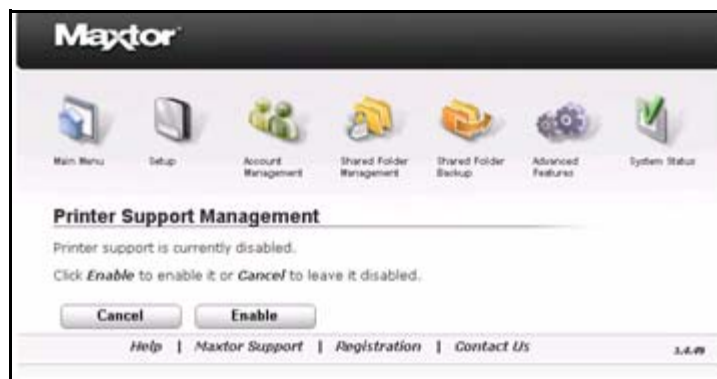 Maxtor
Main Menu
Setup
Account Management
Shared Folder Management
Shared Folder Backup
Advanced Features
System Status
Printer Support Management
Printer support is currently disabled.
Click Enable to enable it or Cancel to leave it disabled.
Cancel Enable
Help | Maxtor Support | Registration | Contact Us